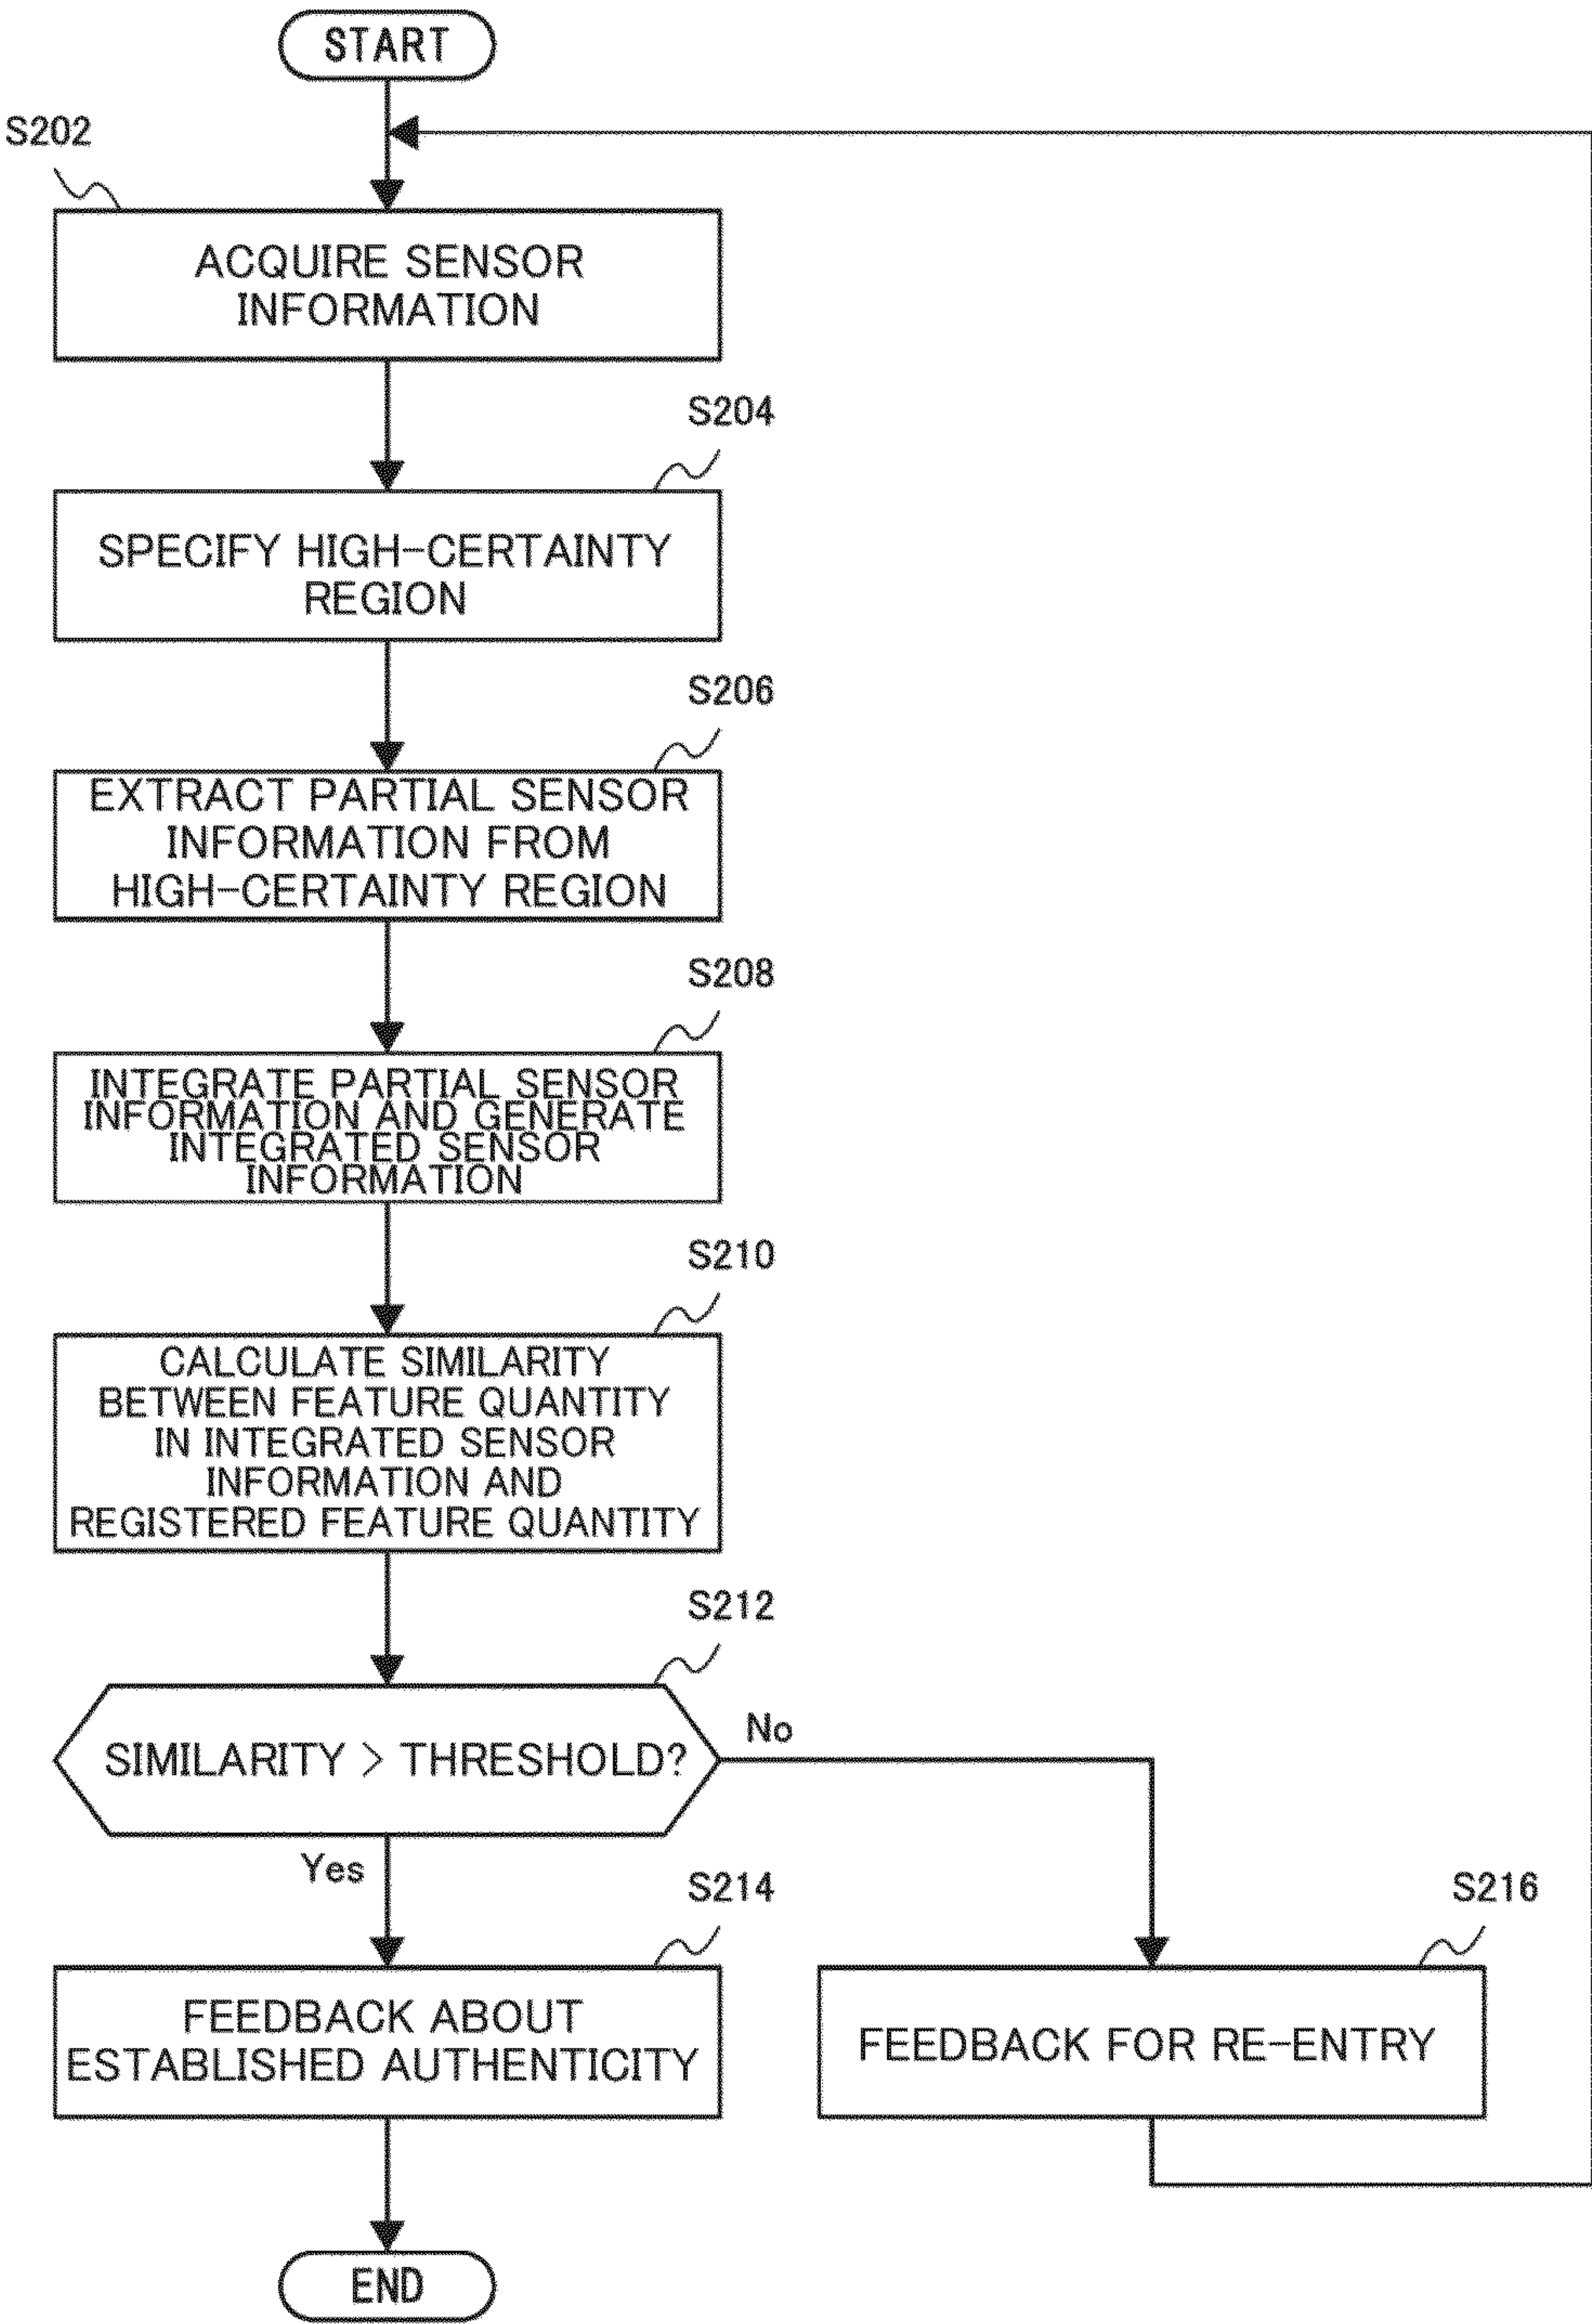 START
S202
ACQUIRE SENSOR
INFORMATION
S204
SPECIFY HIGH-CERTAINTY
REGION
S206
EXTRACT PARTIAL SENSOR
INFORMATION FROM
HIGH-CERTAINTY REGION
S208
INTEGRATE PARTIAL SENSOR
INFORMATION AND GENERATE
INTEGRATED SENSOR
INFORMATION
S210
CALCULATE SIMILARITY
BETWEEN FEATURE QUANTITY
IN INTEGRATED SENSOR
INFORMATION AND
REGISTERED FEATURE QUANTITY
S212
SIMILARITY > THRESHOLD?
No
Yes
S214
FEEDBACK ABOUT
ESTABLISHED AUTHENTICITY
S216
FEEDBACK FOR RE-ENTRY
END